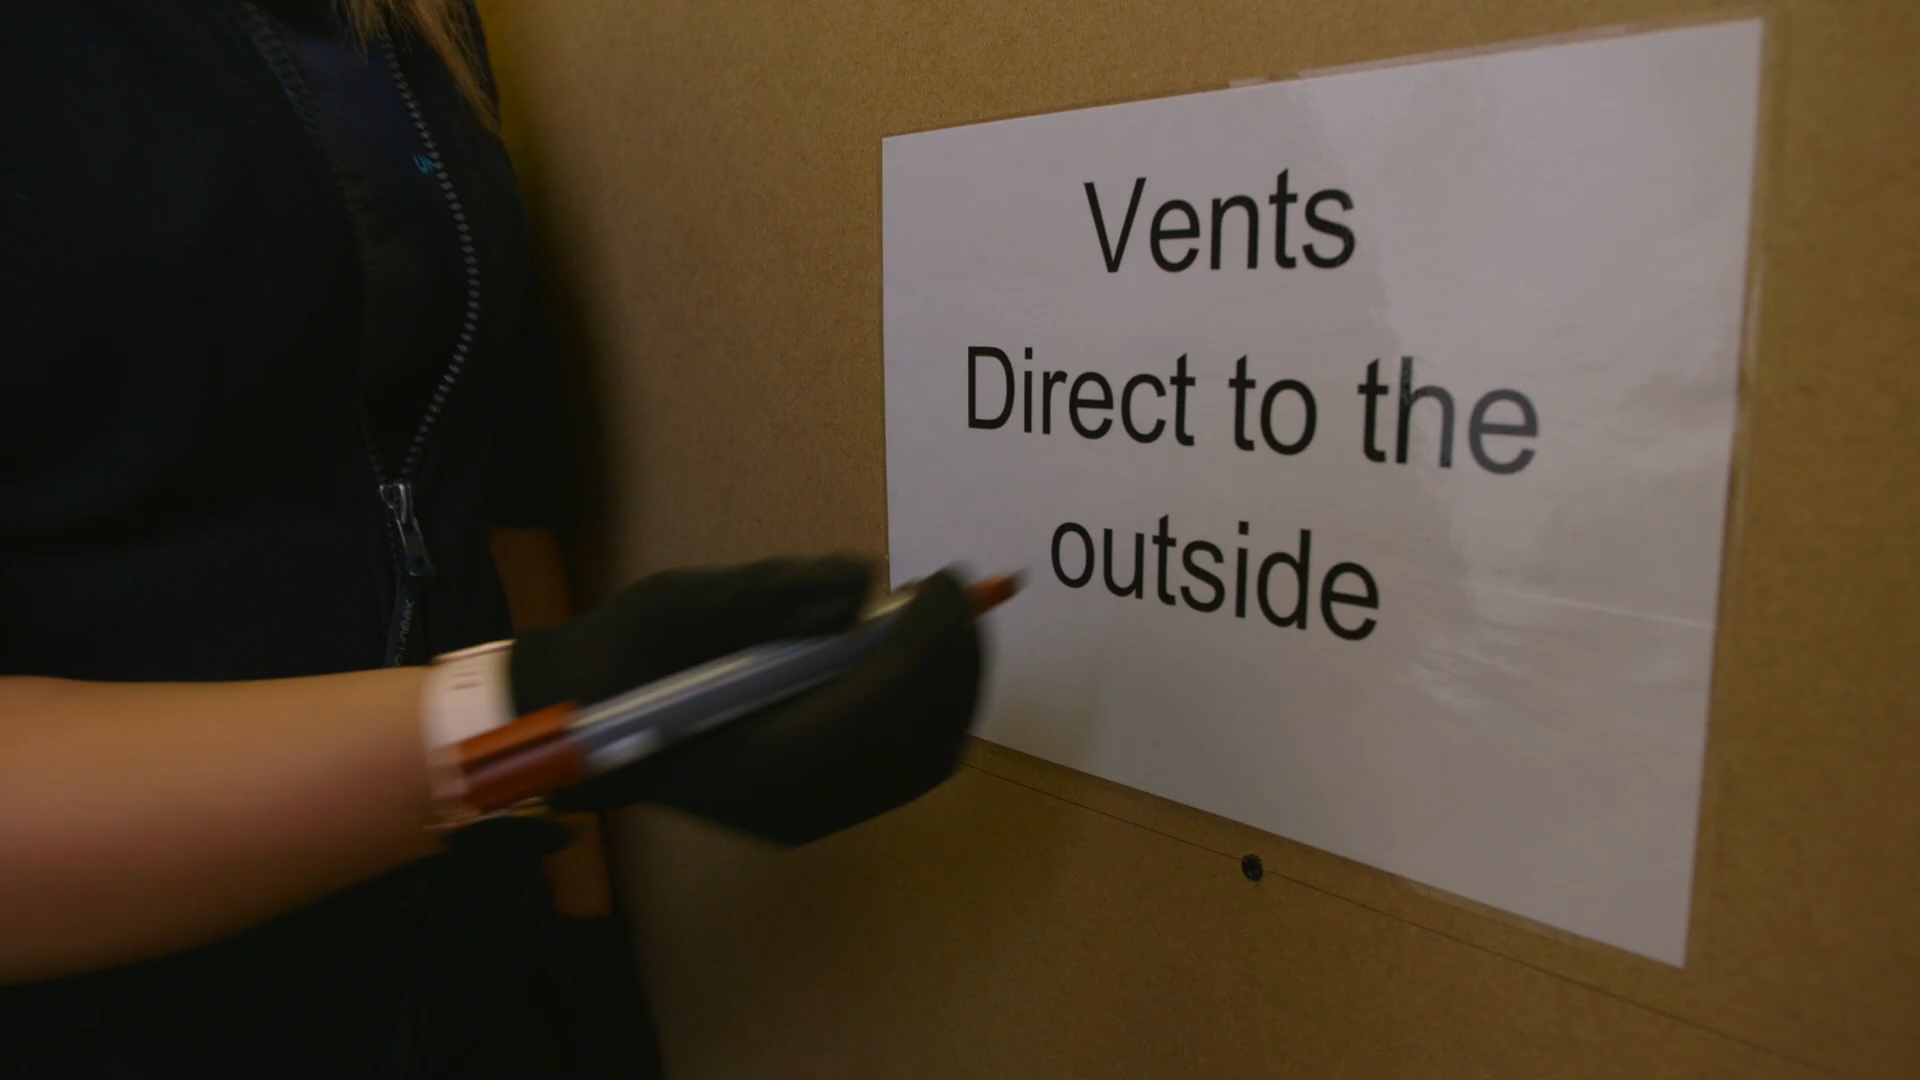 Vents
Direct to the
outside